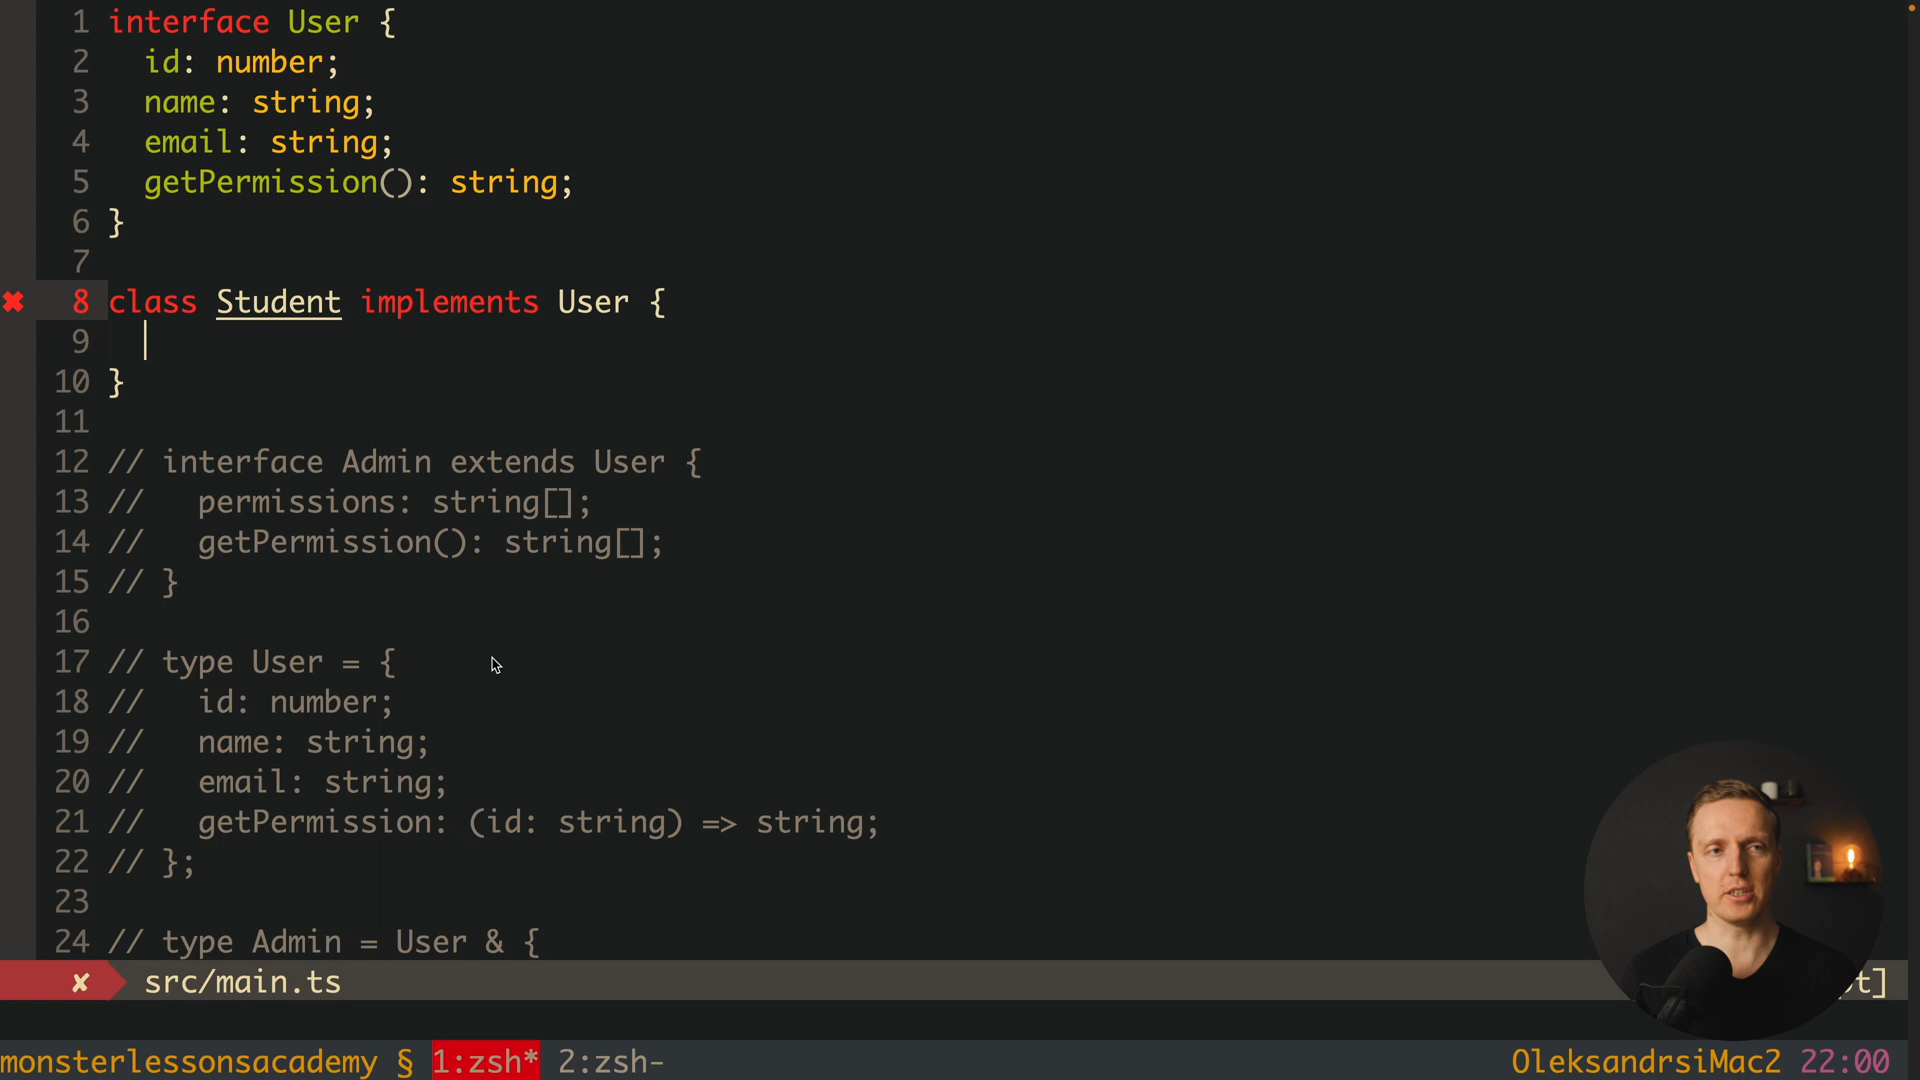 1 interface User {
2 id: number;
3 name: string;
4 email: string;
5 getPermission(): string;
6 }
7
✖ 8 class Student implements User {
9
10 }
11
12 // interface Admin extends User {
13 // permissions: string[];
14 // getPermission(): string[];
15 // }
16
17 // type User = {
18 // id: number;
19 // name: string;
20 // email: string;
21 // getPermission: (id: string) => string;
22 // };
23
24 // type Admin = User & {
✘ src/main.ts
monsterlessonsacademy § 1:zsh* 2:zsh- OleksandrsiMac2 22:00